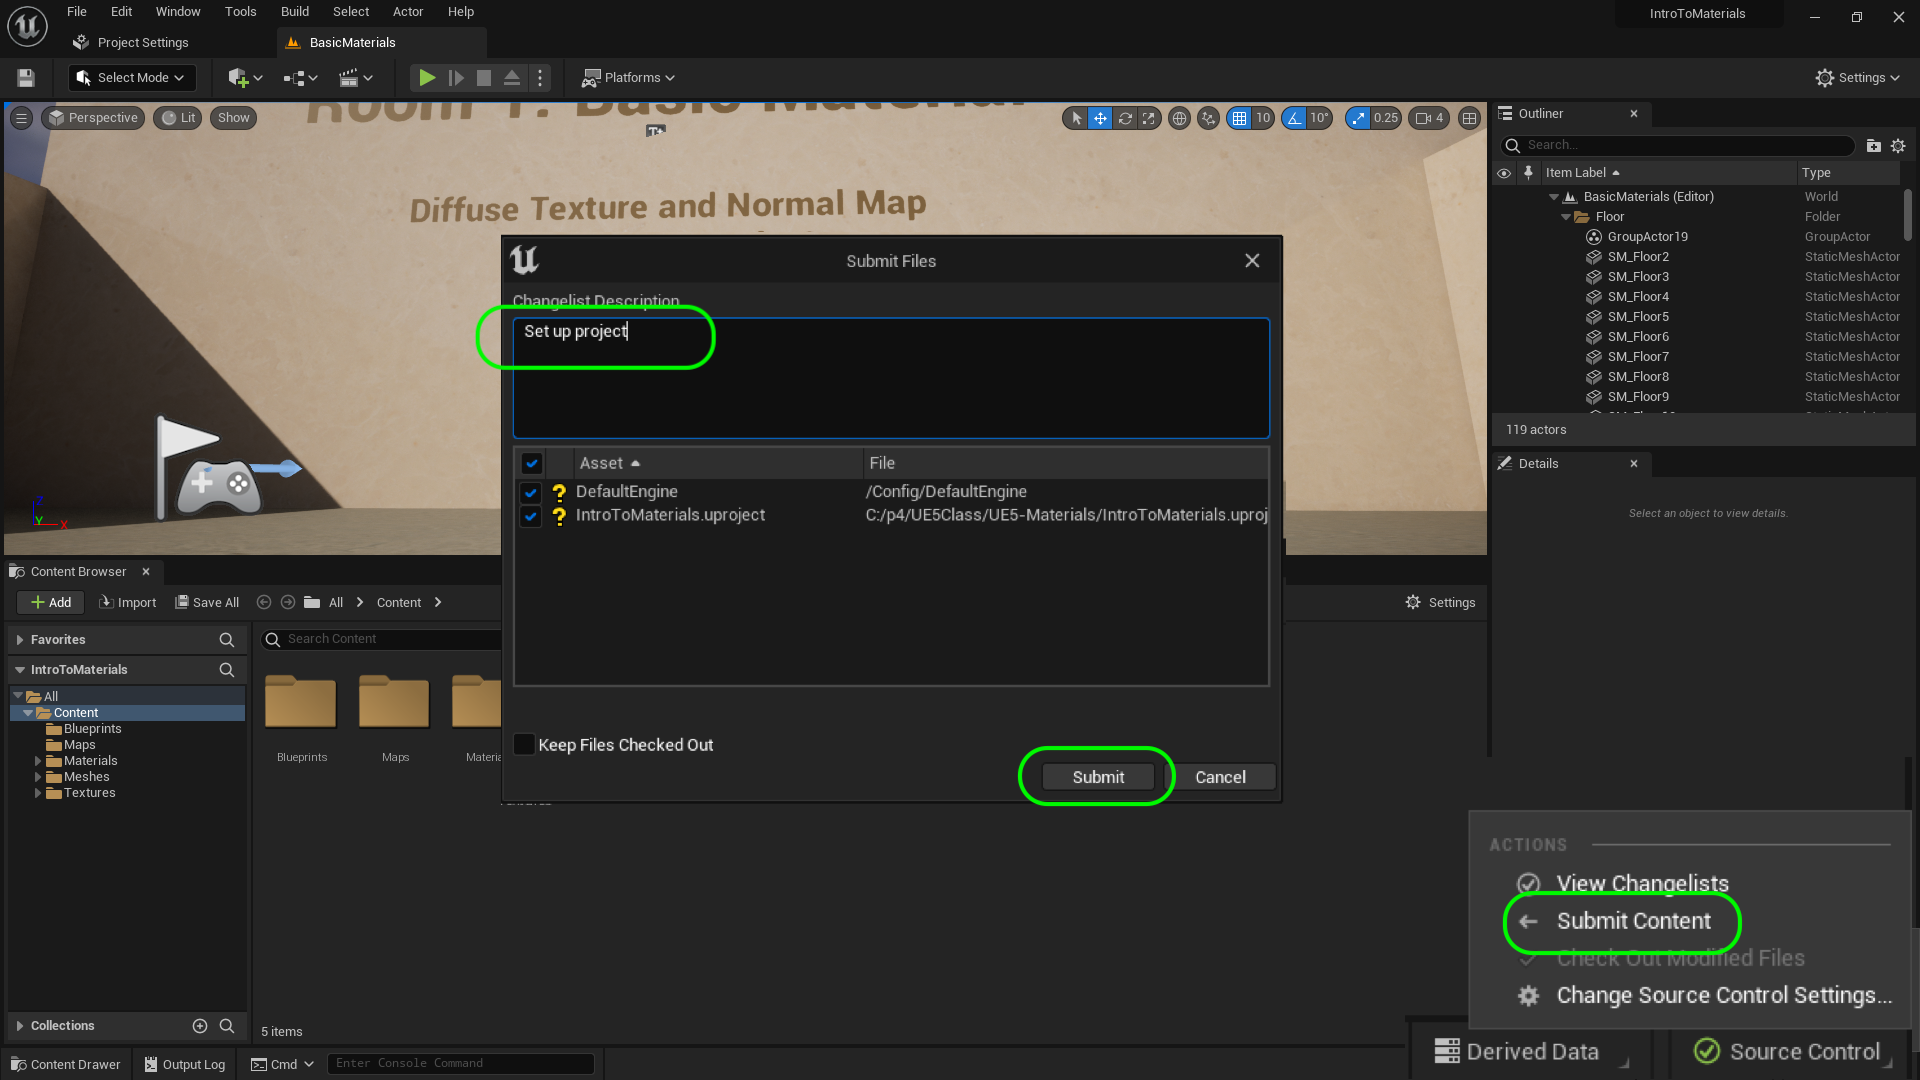 File Edit Window Tools Build Select Actor Help
IntroToMaterials
Project Settings
BasicMaterials
Select Mode
Platforms
Settings
Perspective
Lit
Show
10
10°
0.25
4
Diffuse Texture and Normal Map
Outliner
Search...
Item Label
Type
BasicMaterials (Editor) World
Floor Folder
GroupActor19 GroupActor
SM_Floor2 StaticMeshActor
SM_Floor3 StaticMeshActor
SM_Floor4 StaticMeshActor
SM_Floor5 StaticMeshActor
SM_Floor6 StaticMeshActor
SM_Floor7 StaticMeshActor
SM_Floor8 StaticMeshActor
SM_Floor9 StaticMeshActor
119 actors
Details
Select an object to view details.
Submit Files
Changelist Description
Set up project
Asset File
DefaultEngine /Config/DefaultEngine
IntroToMaterials.uproject C:/p4/UE5Class/UE5-Materials/IntroToMaterials.uproj
Keep Files Checked Out
Submit
Cancel
Z
Y
X
Content Browser
Add
Import
Save All
All
Content
Settings
Favorites
Search Content
IntroToMaterials
All
Content
Blueprints
Maps
Materials
Meshes
Textures
Blueprints
Maps
Materia
Collections
5 items
ACTIONS
View Changelists
Submit Content
Check Out Modified Files
Change Source Control Settings...
Content Drawer
Output Log
Cmd
Enter Console Command
Derived Data
Source Control